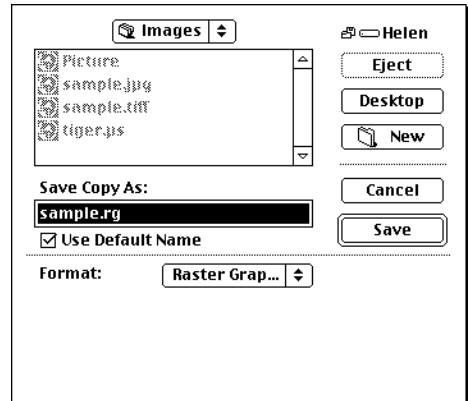 Images
Helen
Picture
sample.jpg
sample.tiff
tiger.ps
Eject
Desktop
New
Save Copy As:
sample.rg
Use Default Name
Cancel
Save
Format:
Raster Grap...